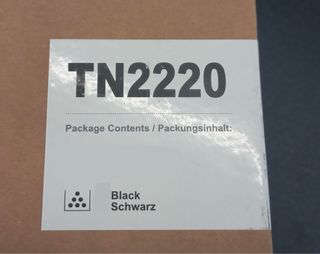 TN2220
Package Contents / Packungsinhalt:
Black
Schwarz